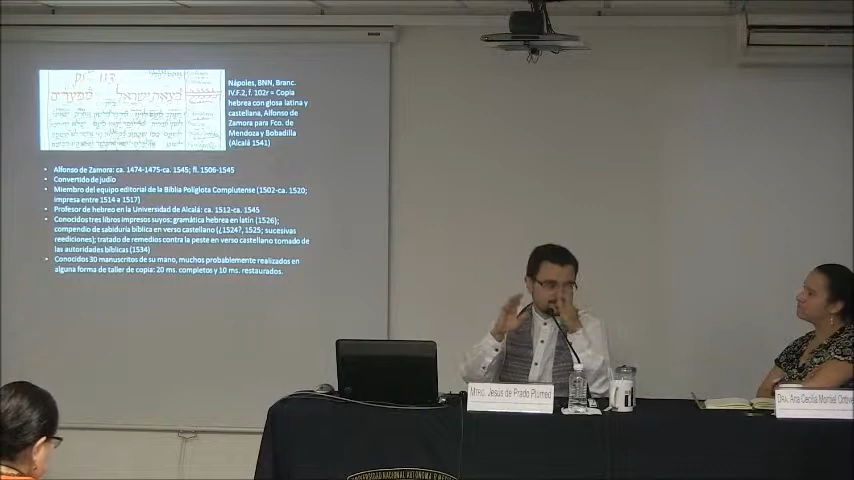 Nápoles, BNN, Branc.
IV.F.2, f. 102r = Copia
hebrea con glosa latina y
castellana, Alfonso de
Zamora para Fco. de
Mendoza y Bobadilla
(Alcalá 1541)
• Alfonso de Zamora: ca. 1474-1475-ca. 1545; fl. 1506-1545
• Convertido de judío
• Miembro del equipo editorial de la Biblia Políglota Complutense (1502-ca. 1520;
impresa entre 1514 a 1517)
• Profesor de hebreo en la Universidad de Alcalá: ca. 1512-ca. 1545
• Conocidos tres libros impresos suyos: gramática hebrea en latín (1526);
compendio de sabiduría bíblica en verso castellano (¿1524?, 1525; sucesivas
reediciones); tratado de remedios contra la peste en verso castellano tomado de
las autoridades bíblicas (1534)
• Conocidos 30 manuscritos de su mano, muchos probablemente realizados en
alguna forma de taller de copia: 20 ms. completos y 10 ms. restaurados.
Mtro. Jesus de Prado Plumed
Dra. Ana Cecilia Montiel
UNIVERSIDAD NACIONAL AUTÓNOMA